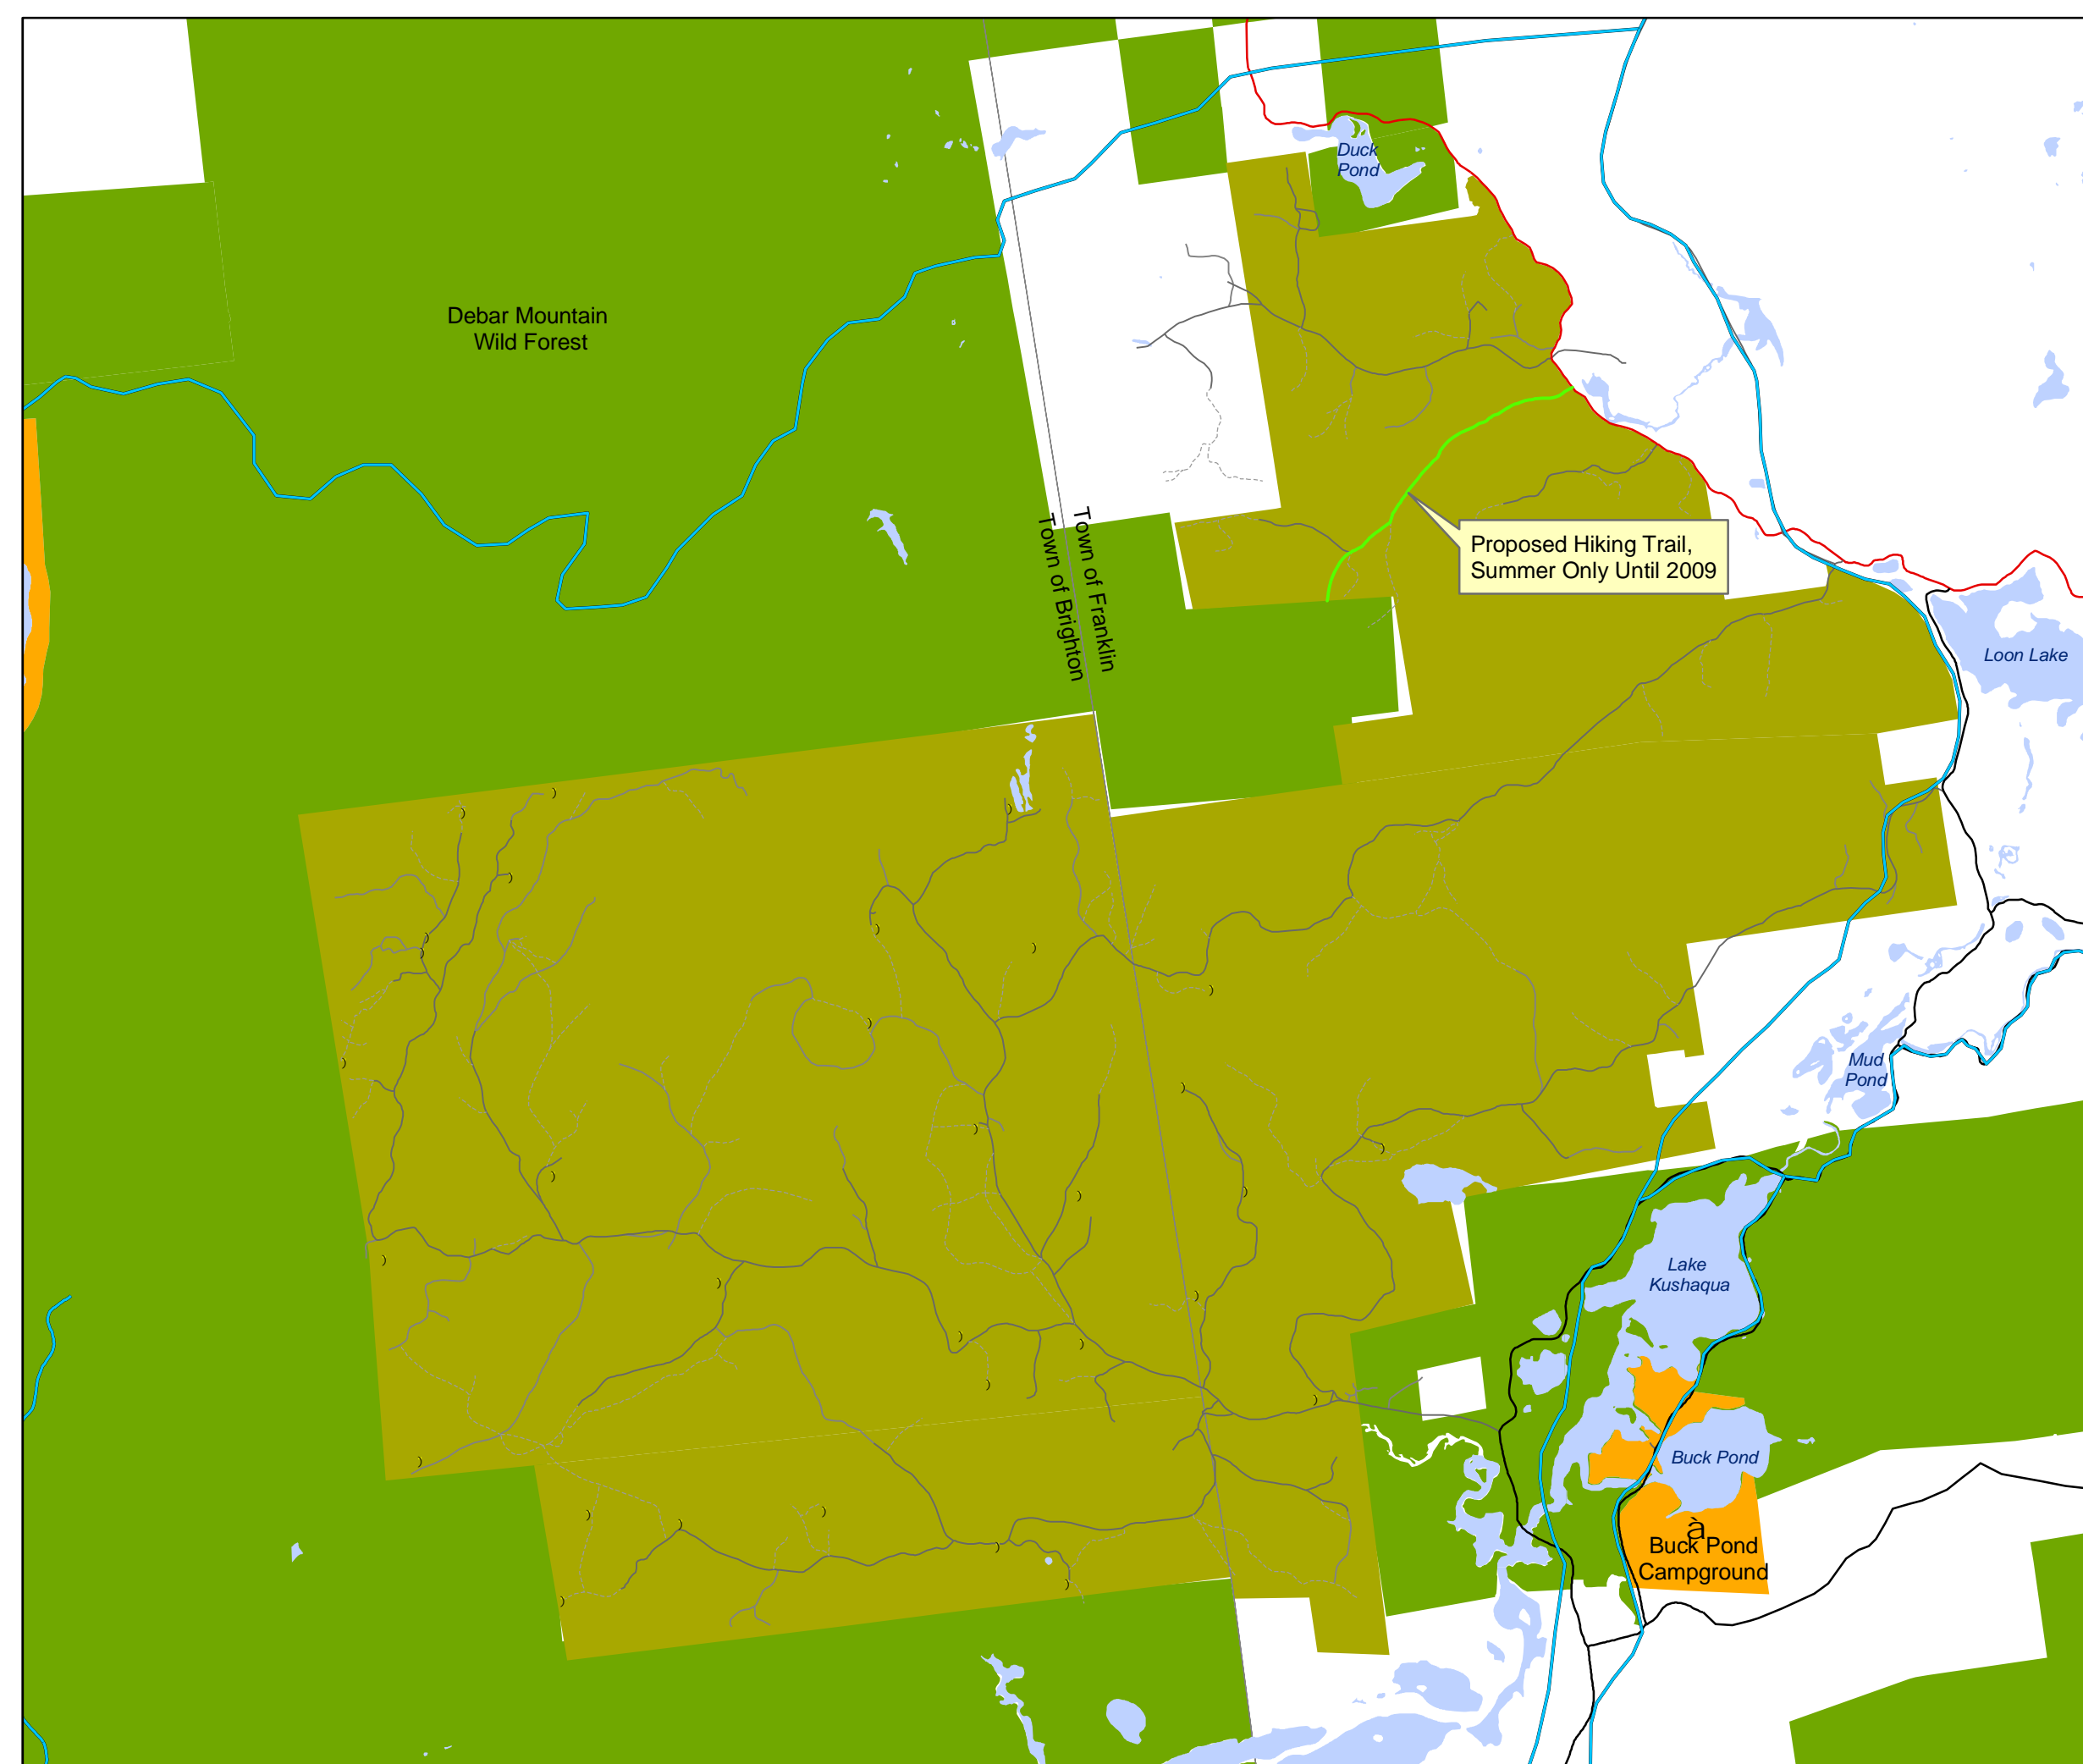 Duck
Pond
Debar Mountain
Wild Forest
Town of Franklin
Town of Brighton
Proposed Hiking Trail,
Summer Only Until 2009
Loon Lake
Mud
Pond
Lake
Kushaqua
Buck Pond
à
Buck Pond
Campground